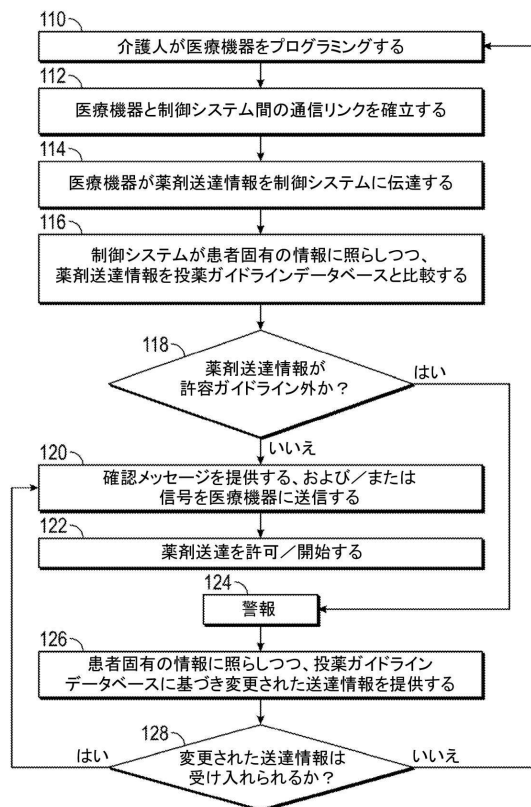 110
介護人が医療機器をプログラミングする
112
医療機器と制御システム間の通信リンクを確立する
114
医療機器が薬剤送達情報を制御システムに伝達する
116
制御システムが患者固有の情報に照らしつつ、
薬剤送達情報を投薬ガイドラインデータベースと比較する
118
薬剤送達情報が
許容ガイドライン外か？
はい
いいえ
120
確認メッセージを提供する、および／または
信号を医療機器に送信する
122
薬剤送達を許可／開始する
124
警報
126
患者固有の情報に照らしつつ、投薬ガイドライン
データベースに基づき変更された送達情報を提供する
128
はい
変更された送達情報は
受け入れられるか？
いいえ